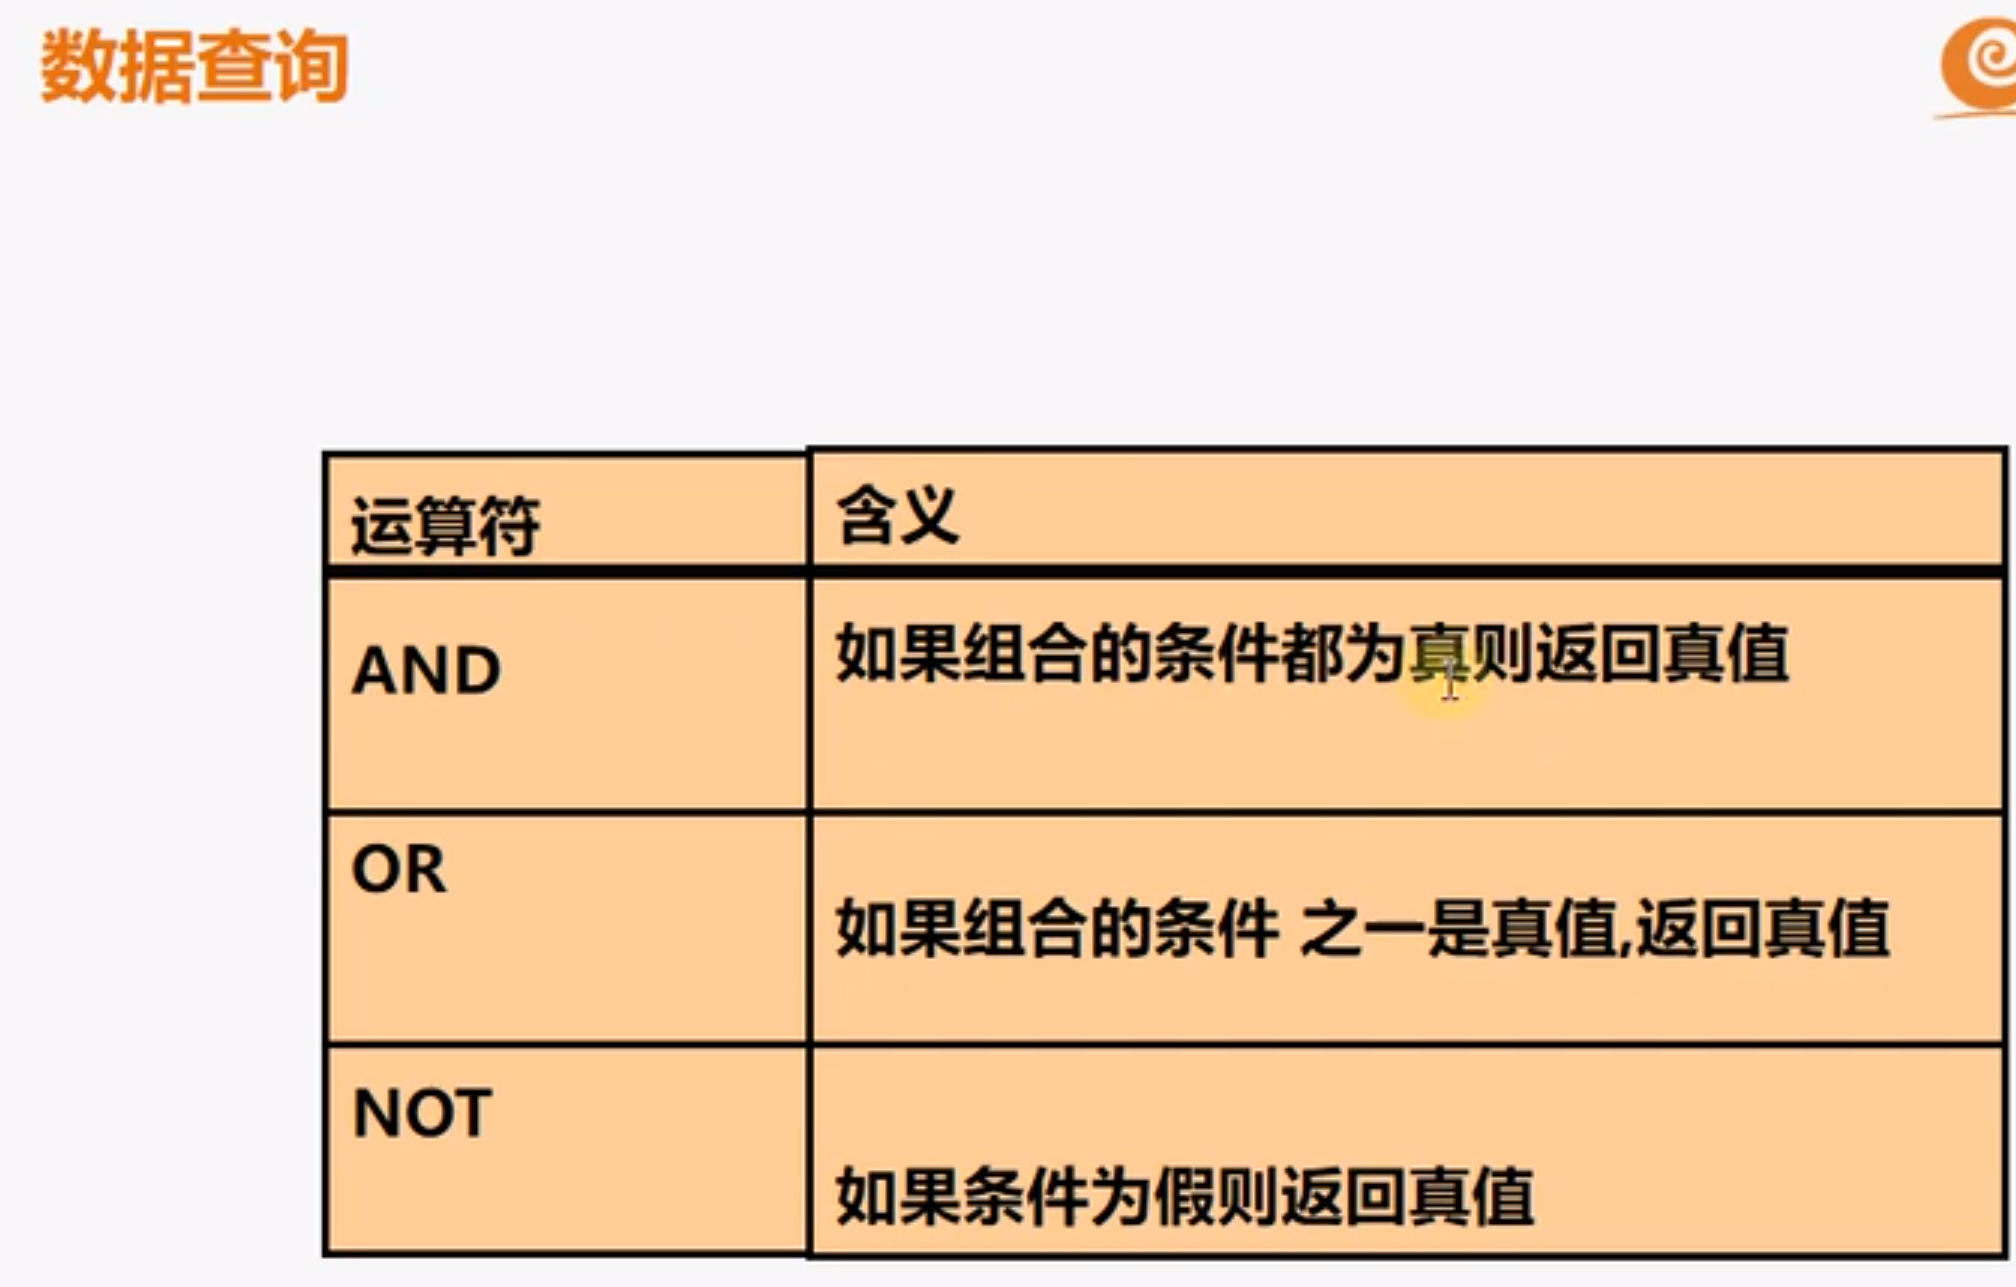 数据查询
运算符
含义
AND
如果组合的条件都为真则返回真值
OR
如果组合的条件 之一是真值,返回真值
NOT
如果条件为假则返回真值